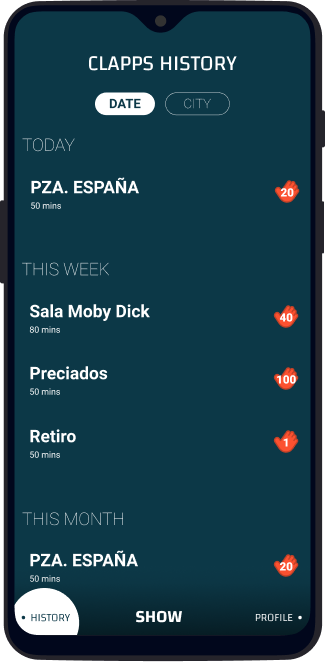 CLAPPS HISTORY
DATE CITY
TODAY
PZA. ESPAÑA
50 mins
20
THIS WEEK
Sala Moby Dick
80 mins
40
Preciados
50 mins
100
Retiro
50 mins
1
THIS MONTH
PZA. ESPAÑA
50 mins
20
• HISTORY SHOW PROFILE •